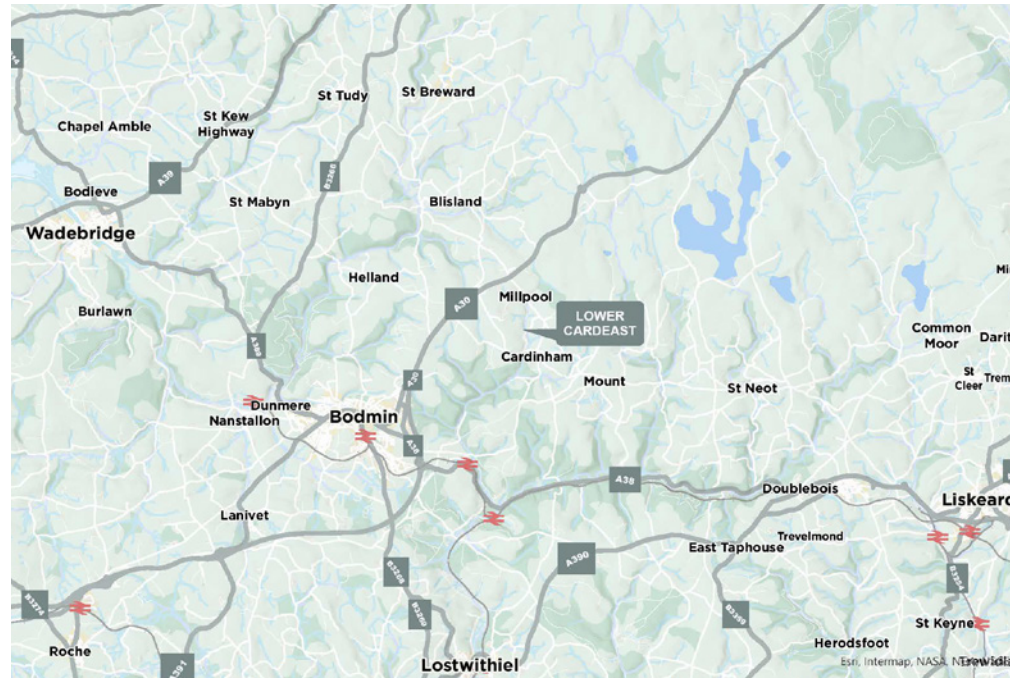 St Tudy
St Breward
St Kew
Highway
Chapel Amble
A39
B3266
Bodieve
St Mabyn
Blisland
Wadebridge
Helland
Millpool
A30
LOWER
CARDEAST
Burlawn
Common
Moor
Darit
A389
Cardinham
St
Cleer
Trem
Mount
St Neot
Dunmere
Nanstallon
Bodmin
A38
A38
Doublebois
Liskeard
Lanivet
Trevelmond
East Taphouse
A390
B3268
B3254
B3274
B3359
St Keyne
Roche
Herodsfoot
Lostwithiel
A391
Esri, Intermap, NASA